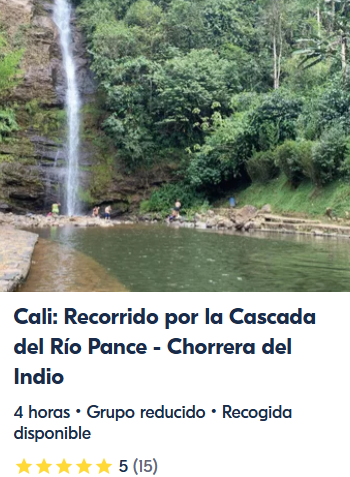 Cali: Recorrido por la Cascada
del Río Pance - Chorrera del
Indio
4 horas • Grupo reducido • Recogida
disponible
5 (15)